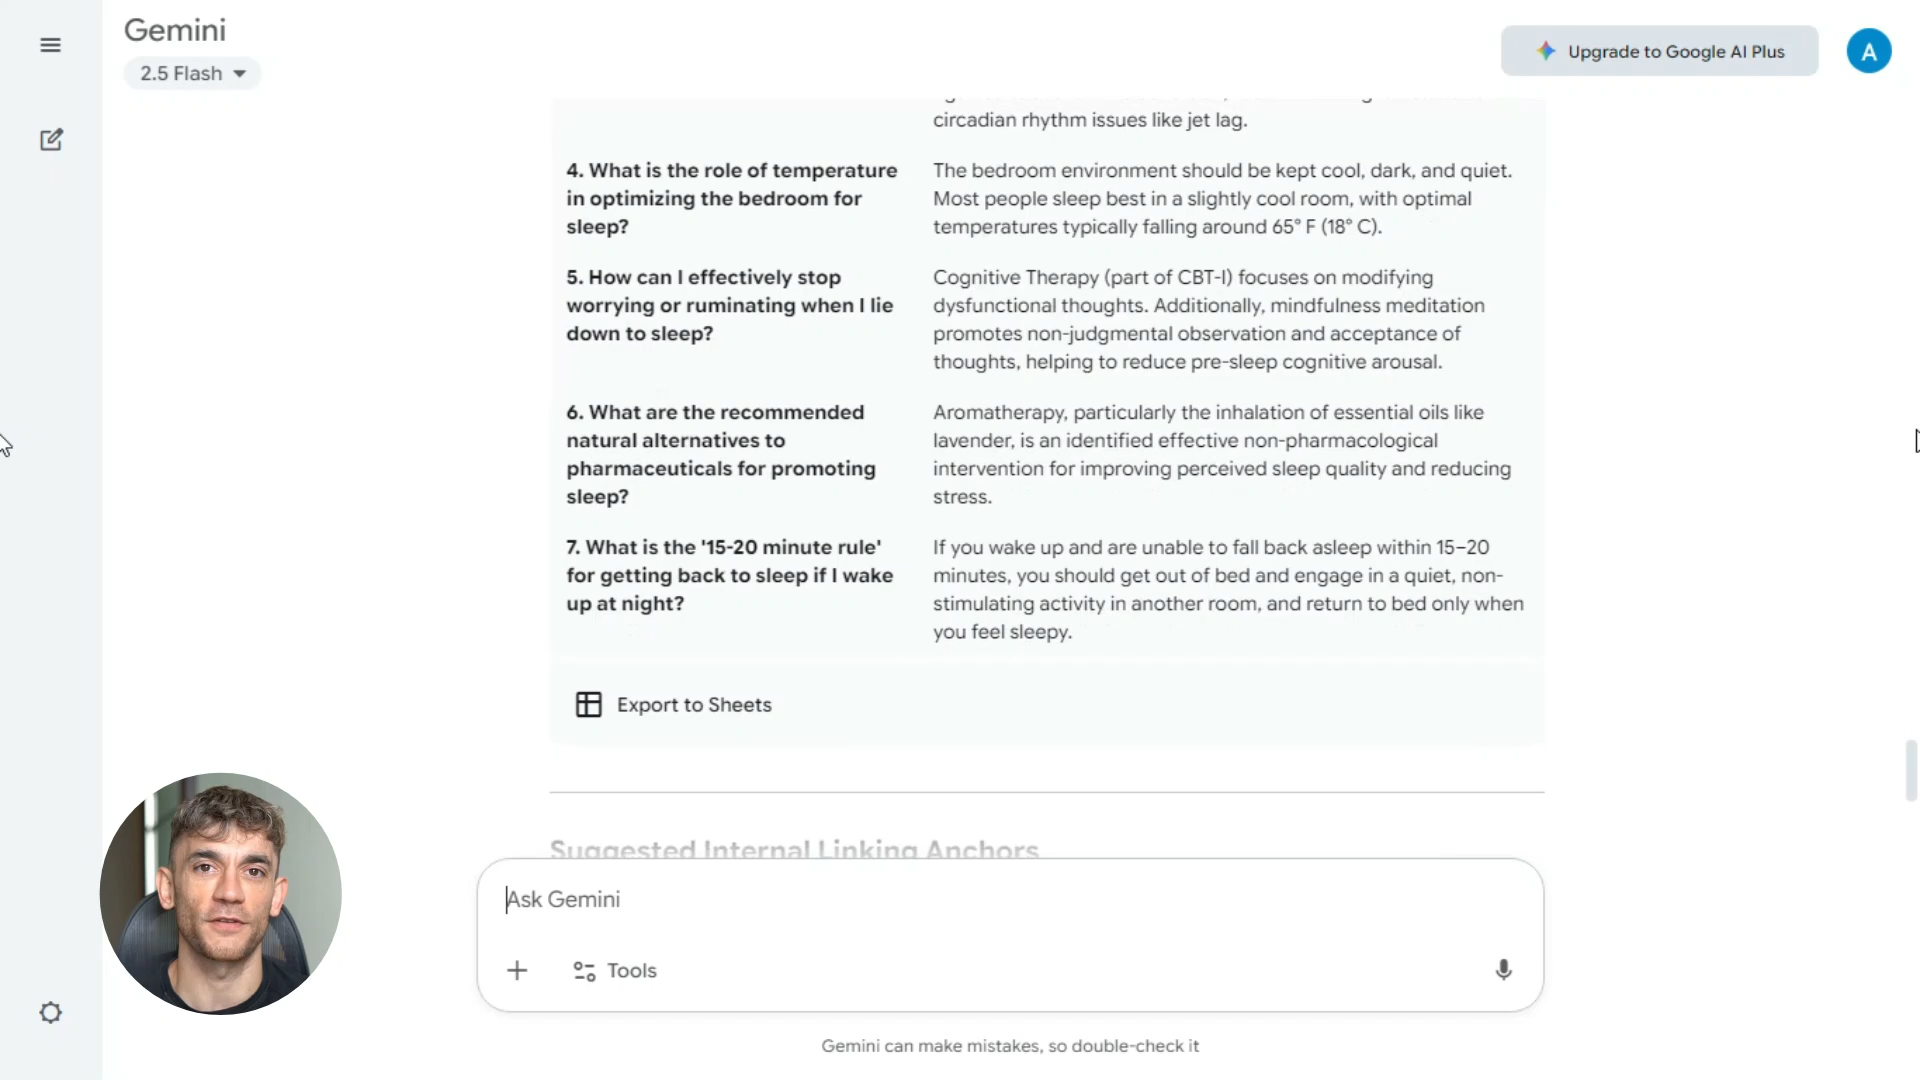 Gemini
2.5 Flash
Upgrade to Google AI Plus
A
circadian rhythm issues like jet lag.
4. What is the role of temperature
in optimizing the bedroom for
sleep?
The bedroom environment should be kept cool, dark, and quiet.
Most people sleep best in a slightly cool room, with optimal
temperatures typically falling around 65° F (18° C).
5. How can I effectively stop
worrying or ruminating when I lie
down to sleep?
Cognitive Therapy (part of CBT-I) focuses on modifying
dysfunctional thoughts. Additionally, mindfulness meditation
promotes non-judgmental observation and acceptance of
thoughts, helping to reduce pre-sleep cognitive arousal.
6. What are the recommended
natural alternatives to
pharmaceuticals for promoting
sleep?
Aromatherapy, particularly the inhalation of essential oils like
lavender, is an identified effective non-pharmacological
intervention for improving perceived sleep quality and reducing
stress.
7. What is the '15-20 minute rule'
for getting back to sleep if I wake
up at night?
If you wake up and are unable to fall back asleep within 15–20
minutes, you should get out of bed and engage in a quiet, non-
stimulating activity in another room, and return to bed only when
you feel sleepy.
Export to Sheets
Suggested Internal Linking Anchors
Ask Gemini
Tools
Gemini can make mistakes, so double-check it